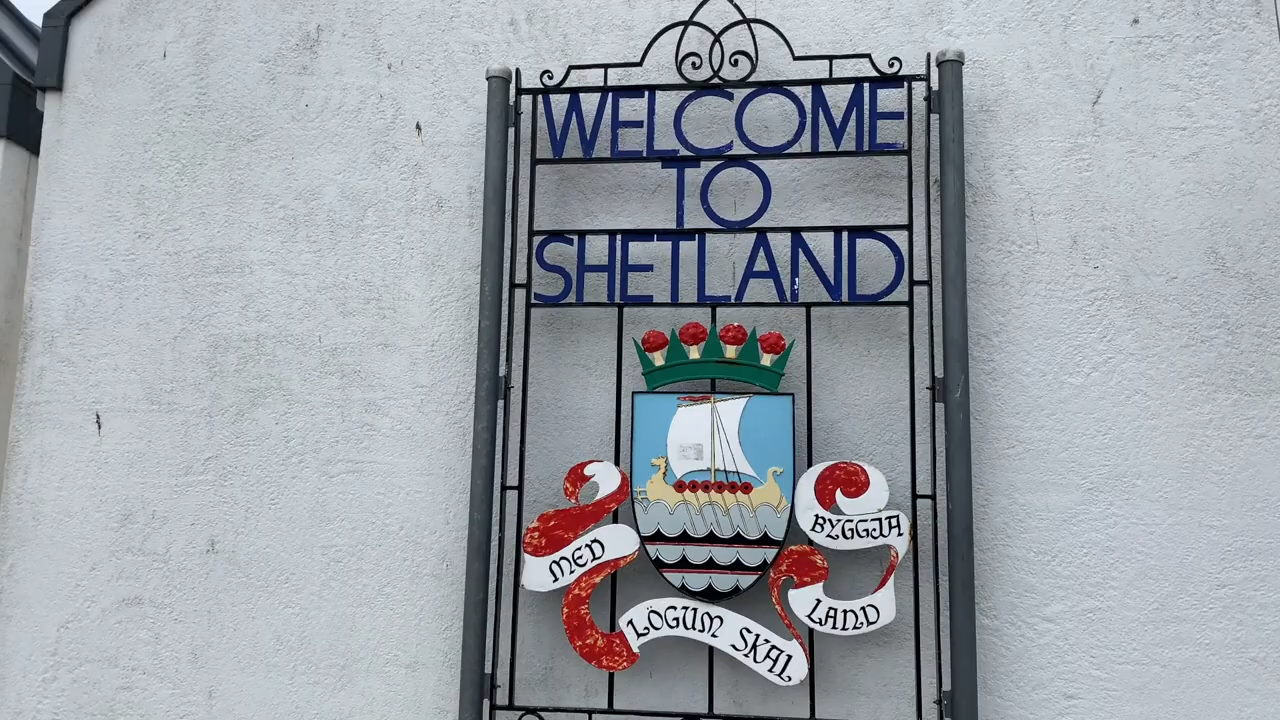 WELCOME
TO
SHETLAND
MED
LÖGUM SKAL
LAND
BYGGJA